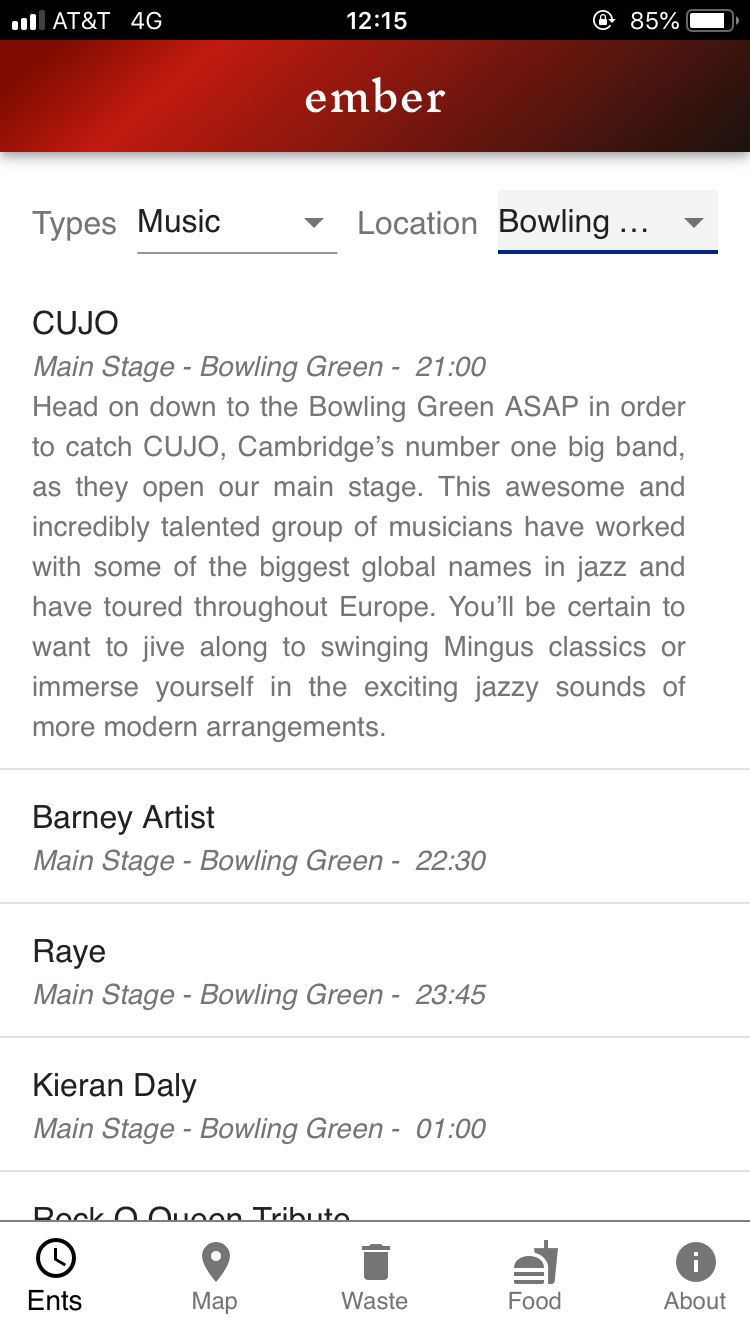 AT&T 4G 12:15 85%
ember
Types Music Location Bowling ...
CUJO
Main Stage - Bowling Green - 21:00
Head on down to the Bowling Green ASAP in order
to catch CUJO, Cambridge’s number one big band,
as they open our main stage. This awesome and
incredibly talented group of musicians have worked
with some of the biggest global names in jazz and
have toured throughout Europe. You’ll be certain to
want to jive along to swinging Mingus classics or
immerse yourself in the exciting jazzy sounds of
more modern arrangements.
Barney Artist
Main Stage - Bowling Green - 22:30
Raye
Main Stage - Bowling Green - 23:45
Kieran Daly
Main Stage - Bowling Green - 01:00
Rock Q Queen Tribute
Ents Map Waste Food About